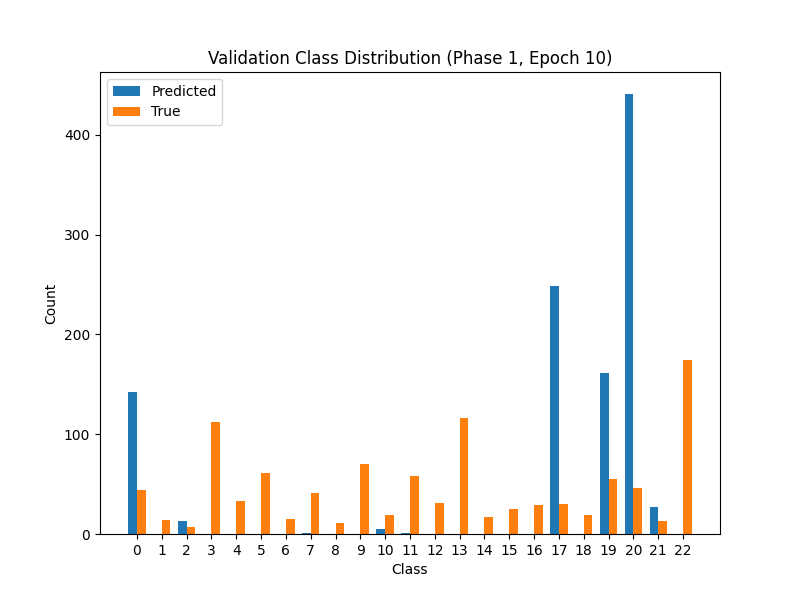 Validation Class Distribution (Phase 1, Epoch 10)
Predicted
True
400
300
200
100
0
Count
0 1 2 3 4 5 6 7 8 9 10 11 12 13 14 15 16 17 18 19 20 21 22
Class